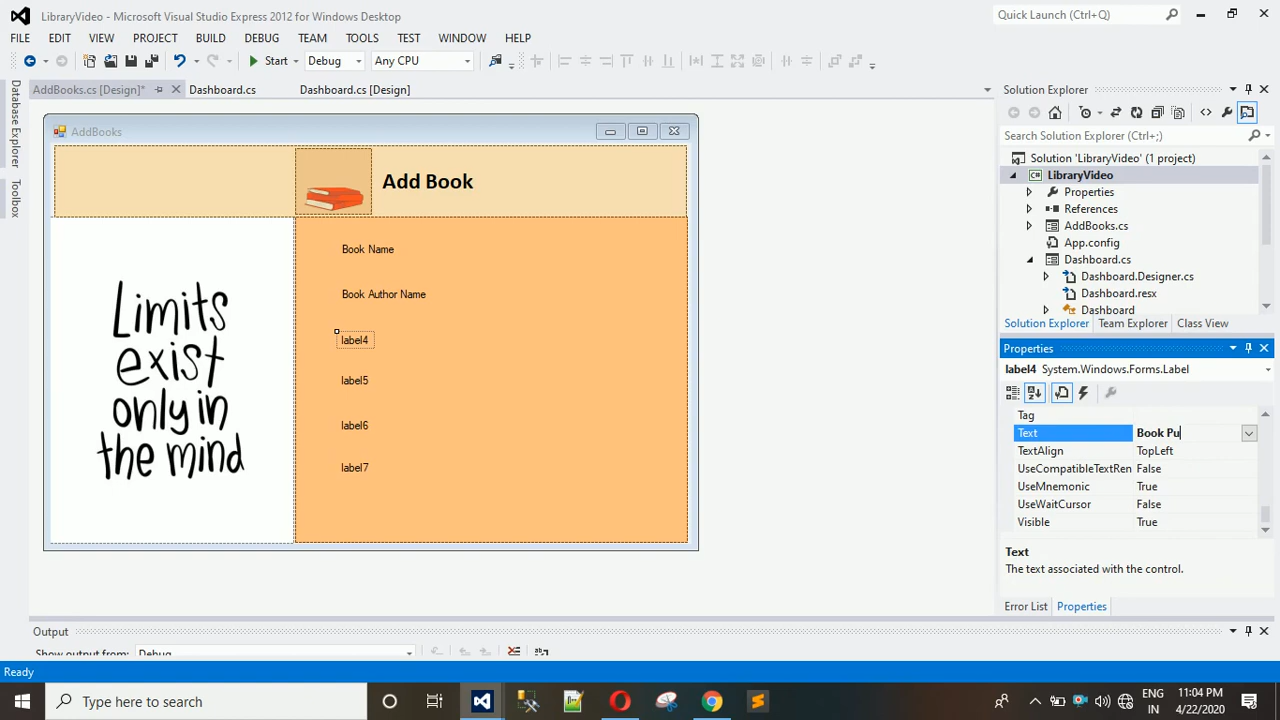 LibraryVideo - Microsoft Visual Studio Express 2012 for Windows Desktop
Quick Launch (Ctrl+Q)
FILE EDIT VIEW PROJECT BUILD DEBUG TEAM TOOLS TEST WINDOW HELP
Start Debug Any CPU
AddBooks.cs [Design]* Dashboard.cs Dashboard.cs [Design]
Database Explorer
Toolbox
AddBooks
Add Book
Book Name
Book Author Name
label4
label5
label6
label7
Limits
exist
only in
the mind
Solution Explorer
Search Solution Explorer (Ctrl+;)
Solution 'LibraryVideo' (1 project)
LibraryVideo
Properties
References
AddBooks.cs
App.config
Dashboard.cs
Dashboard.Designer.cs
Dashboard.resx
Dashboard
Solution Explorer Team Explorer Class View
Properties
label4 System.Windows.Forms.Label
Tag
Text Book Pu
TextAlign TopLeft
UseCompatibleTextRen False
UseMnemonic True
UseWaitCursor False
Visible True
Text
The text associated with the control.
Error List Properties
Output
Show output from: Debug
Ready
Type here to search
ENG
IN
11:04 PM
4/22/2020